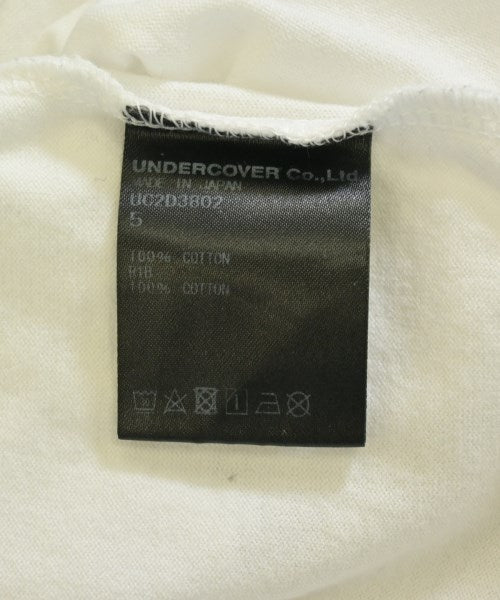 UNDERCOVER Co.,Ltd
MADE IN JAPAN
UC2D3802
5
100% COTTON
RIB
100% COTTON